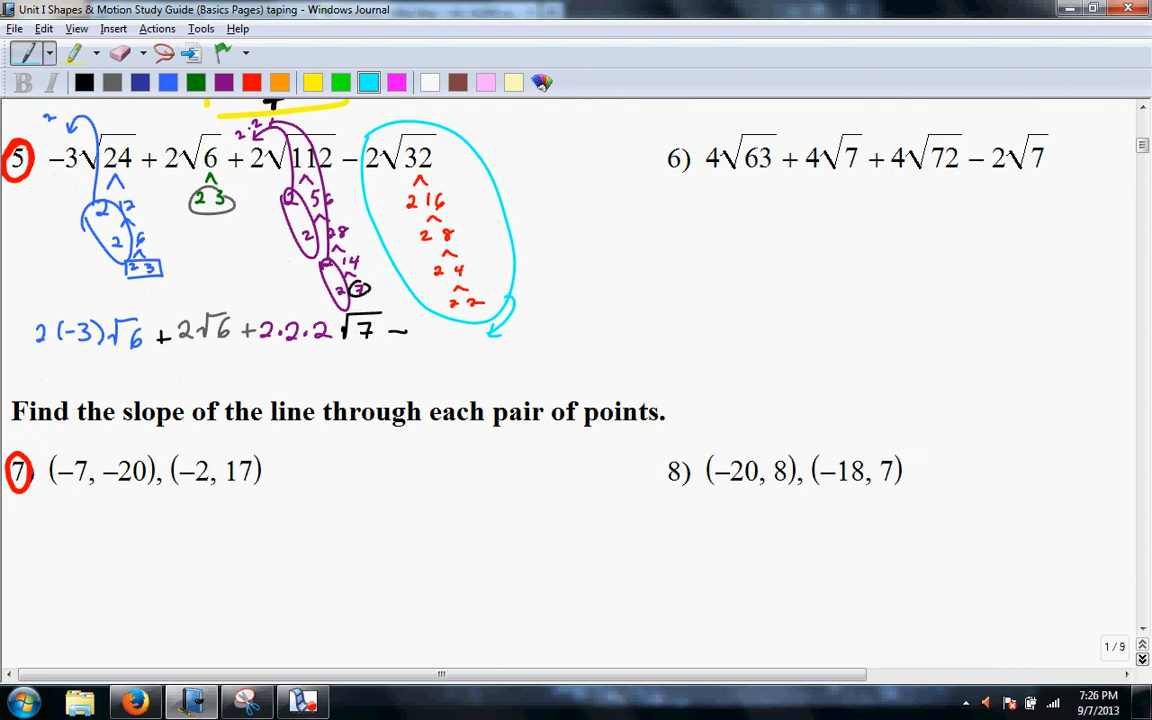 Unit I Shapes & Motion Study Guide (Basics Pages) taping - Windows Journal
File Edit View Insert Actions Tools Help
B I
5) −3√24 + 2√6 + 2√112 − 2√32
6) 4√63 + 4√7 + 4√72 − 2√7
2
2·2
2 12
2 6
2 3
2 3
2 56
2 28
2 14
2 7
2 16
2 8
2 4
2 2
2(-3)√6 + 2√6 + 2·2·2 √7 −
Find the slope of the line through each pair of points.
7) (−7, −20), (−2, 17)
8) (−20, 8), (−18, 7)
1 / 9
7:26 PM
9/7/2013